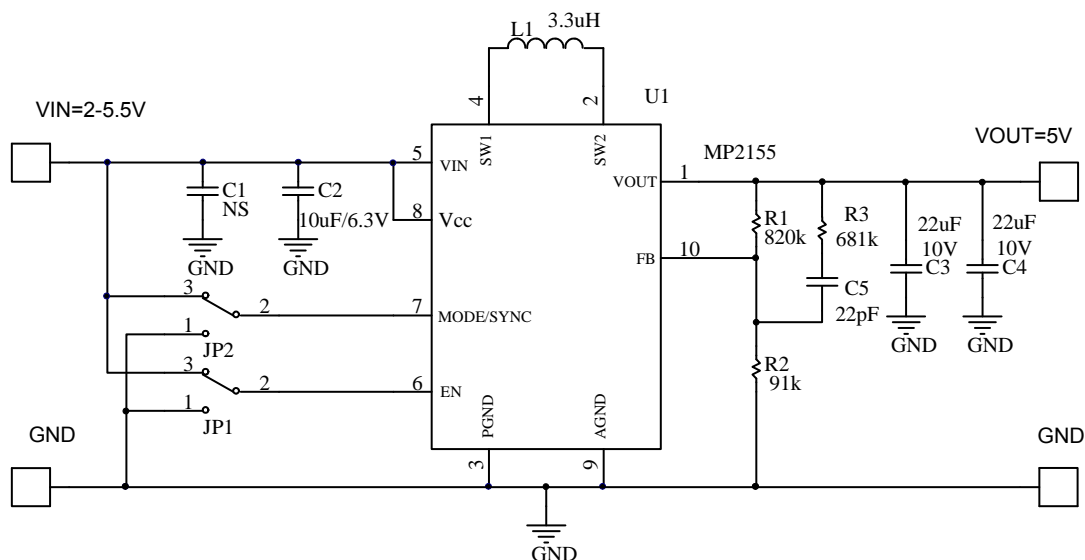 L1
3.3uH
4
2
U1
VIN=2-5.5V
SW1
SW2
MP2155
VOUT=5V
5
VIN
VOUT
1
C1
NS
C2
10uF/6.3V
8
Vcc
R1
820k
R3
681k
22uF
10V
C3
22uF
10V
C4
GND
GND
FB
10
C5
22pF
3
2
7
MODE/SYNC
1
JP2
GND
GND
3
2
6
EN
R2
91k
1
JP1
PGND
AGND
GND
GND
3
9
GND